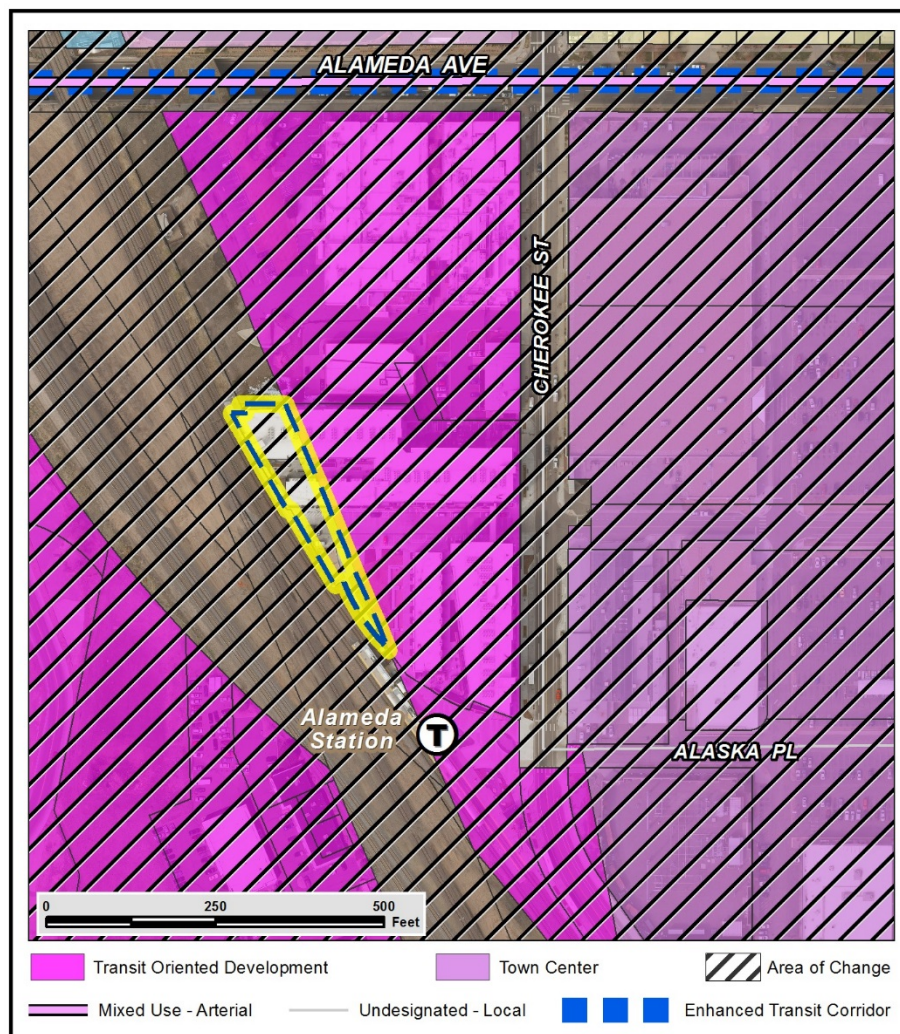 ALAMEDA AVE
CHEROKEE ST
Alameda
Station
T
ALASKA PL
0 250 500
Feet
Transit Oriented Development
Town Center
Area of Change
Mixed Use - Arterial
Undesignated - Local
Enhanced Transit Corridor